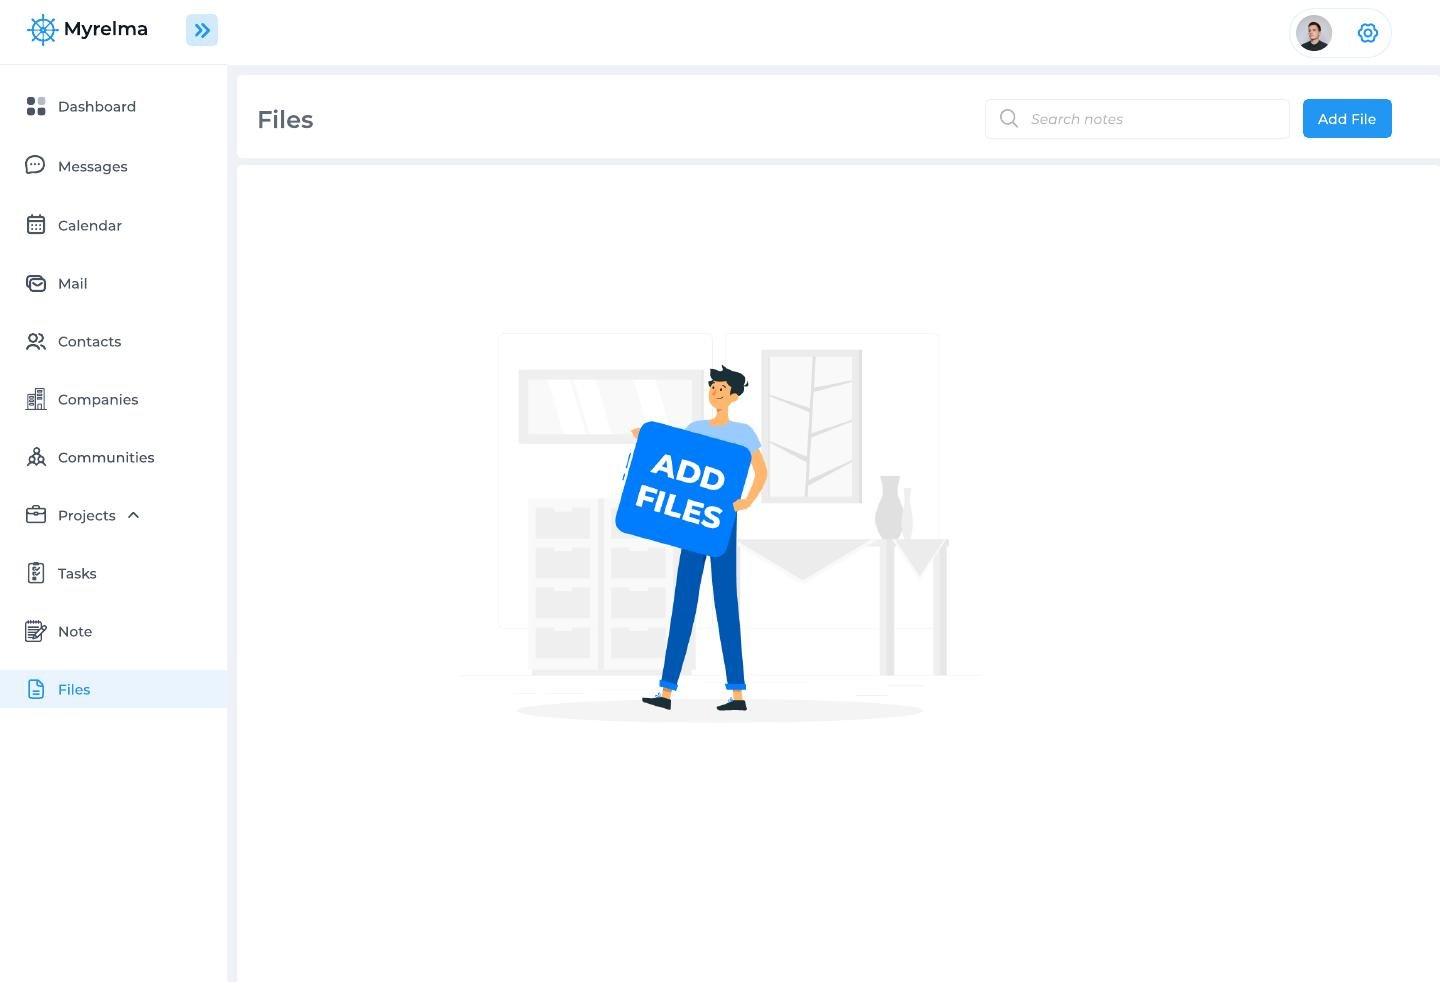 Myrelma
Dashboard
Messages
Calendar
Mail
Contacts
Companies
Communities
Projects
Tasks
Note
Files
Files
Search notes
Add File
ADD
FILES